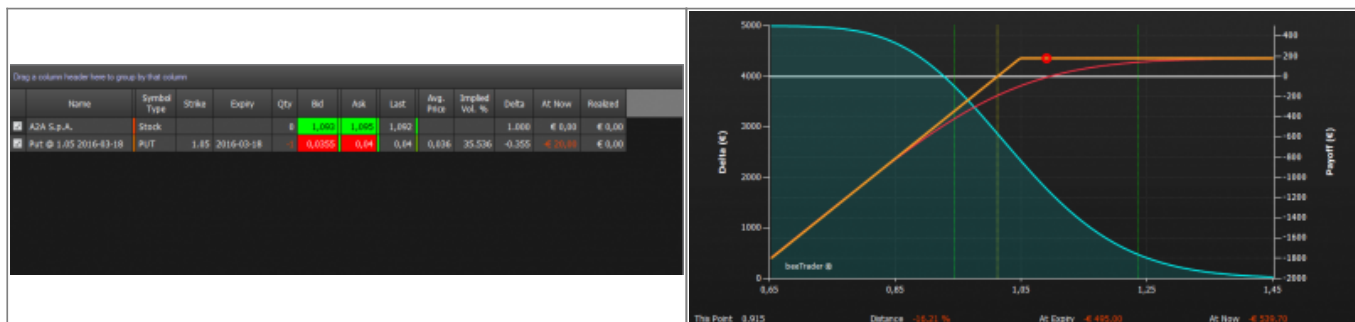 Drag a column header here to group by that column
Name Symbol Type Strike Expiry Qty Bid Ask Last Avg. Price Implied Vol. % Delta At Now Realized
A2A S.p.A. Stock 0 1,093 1,095 1,092 1.000 € 0,00 € 0,00
Put @ 1.05 2016-03-18 PUT 1.05 2016-03-18 -1 0,0355 0,04 0,04 0,036 35.536 -0.355 -€ 20,00 € 0,00
5000
4000
3000
2000
1000
0
Delta (€)
400
200
0
-200
-400
-600
-800
-1000
-1200
-1400
-1600
-1800
-2000
Payoff (€)
beeTrader ®
0,65 0,85 1,05 1,25 1,45
This Point 0.915 Distance -16,21 % At Expiry -€ 495,00 At Now -€ 539,70